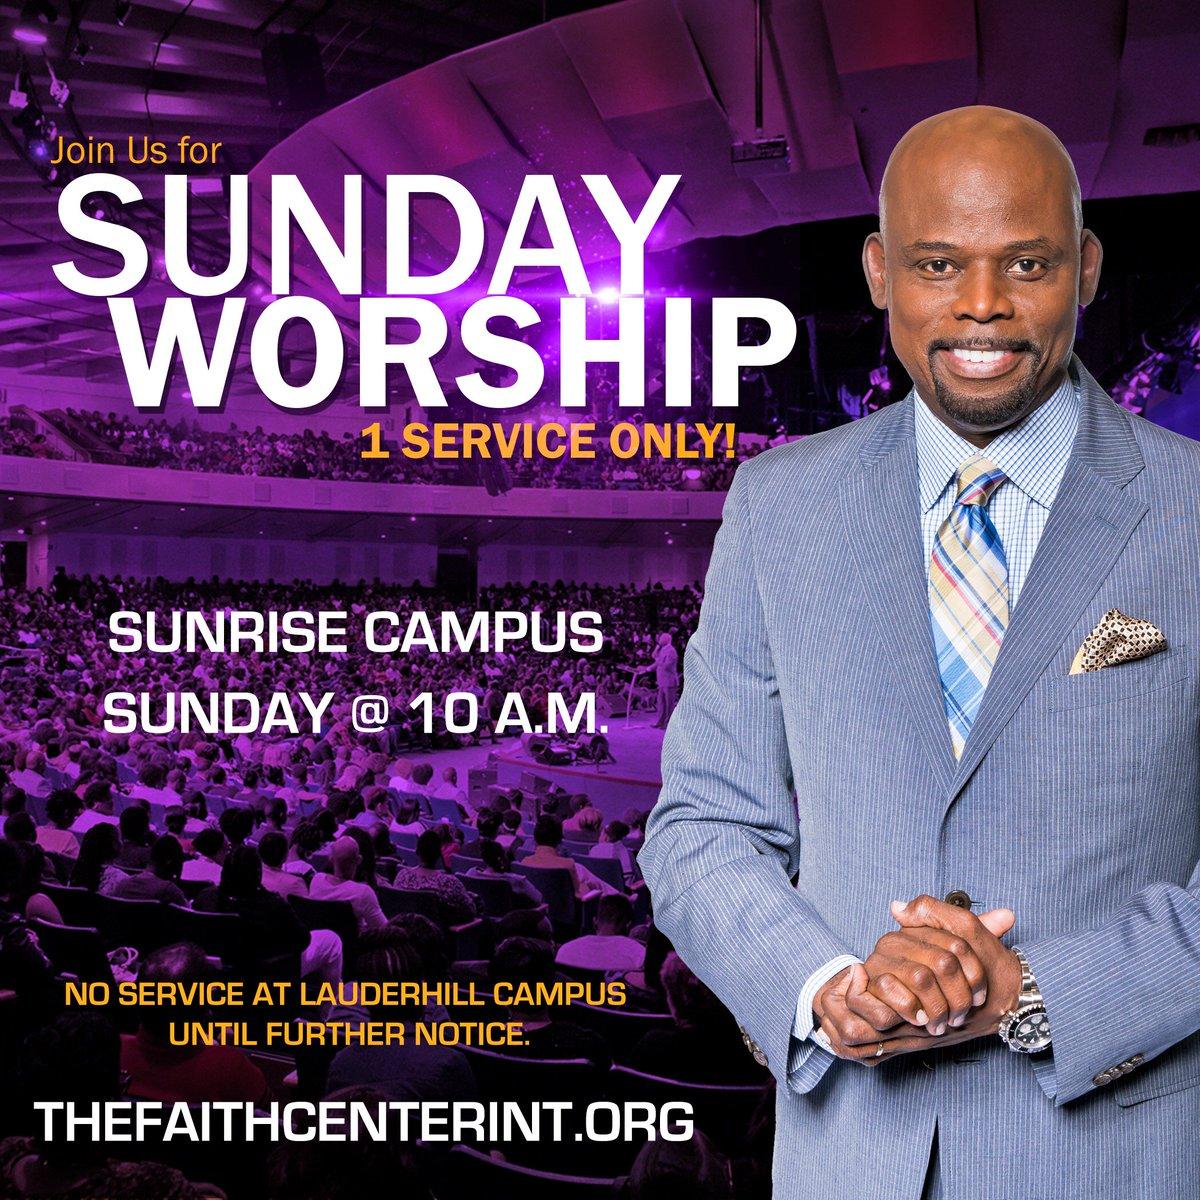 Join Us for
SUNDAY
WORSHIP
1 SERVICE ONLY!
SUNRISE CAMPUS
SUNDAY @ 10 A.M.
NO SERVICE AT LAUDERHILL CAMPUS
UNTIL FURTHER NOTICE.
THEFAITHCENTERINT.ORG